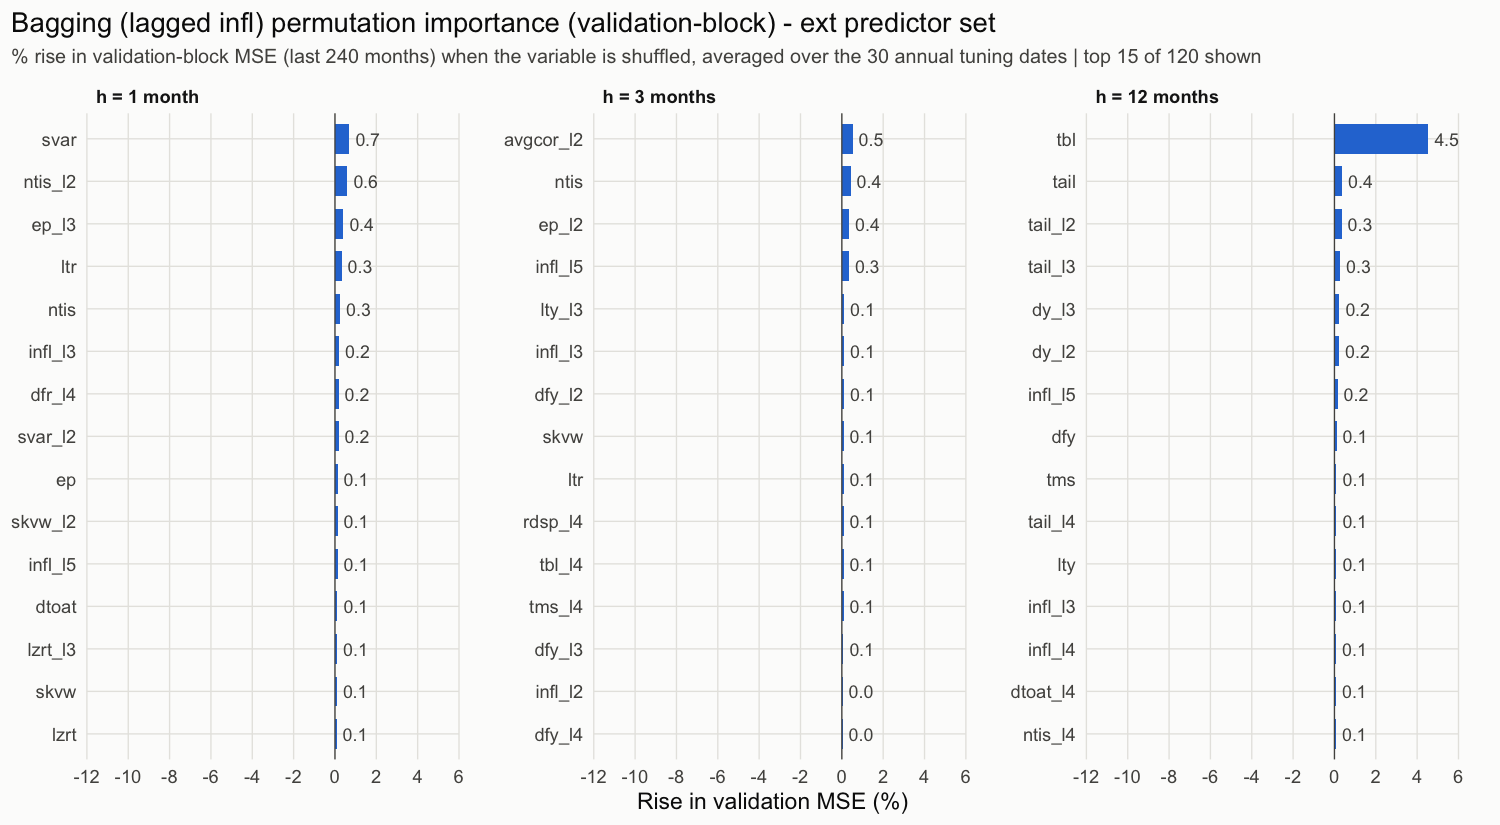 Bagging (lagged infl) permutation importance (validation-block) - ext predictor set
% rise in validation-block MSE (last 240 months) when the variable is shuffled, averaged over the 30 annual tuning dates | top 15 of 120 shown
h = 1 month
svar 0.7
ntis_l2 0.6
ep_l3 0.4
ltr 0.3
ntis 0.3
infl_l3 0.2
dfr_l4 0.2
svar_l2 0.2
ep 0.1
skvw_l2 0.1
infl_l5 0.1
dtoat 0.1
lzrt_l3 0.1
skvw 0.1
lzrt 0.1
-12 -10 -8 -6 -4 -2 0 2 4 6
h = 3 months
avgcor_l2 0.5
ntis 0.4
ep_l2 0.4
infl_l5 0.3
lty_l3 0.1
infl_l3 0.1
dfy_l2 0.1
skvw 0.1
ltr 0.1
rdsp_l4 0.1
tbl_l4 0.1
tms_l4 0.1
dfy_l3 0.1
infl_l2 0.0
dfy_l4 0.0
-12 -10 -8 -6 -4 -2 0 2 4 6
h = 12 months
tbl 4.5
tail 0.4
tail_l2 0.3
tail_l3 0.3
dy_l3 0.2
dy_l2 0.2
infl_l5 0.2
dfy 0.1
tms 0.1
tail_l4 0.1
lty 0.1
infl_l3 0.1
infl_l4 0.1
dtoat_l4 0.1
ntis_l4 0.1
-12 -10 -8 -6 -4 -2 0 2 4 6
Rise in validation MSE (%)